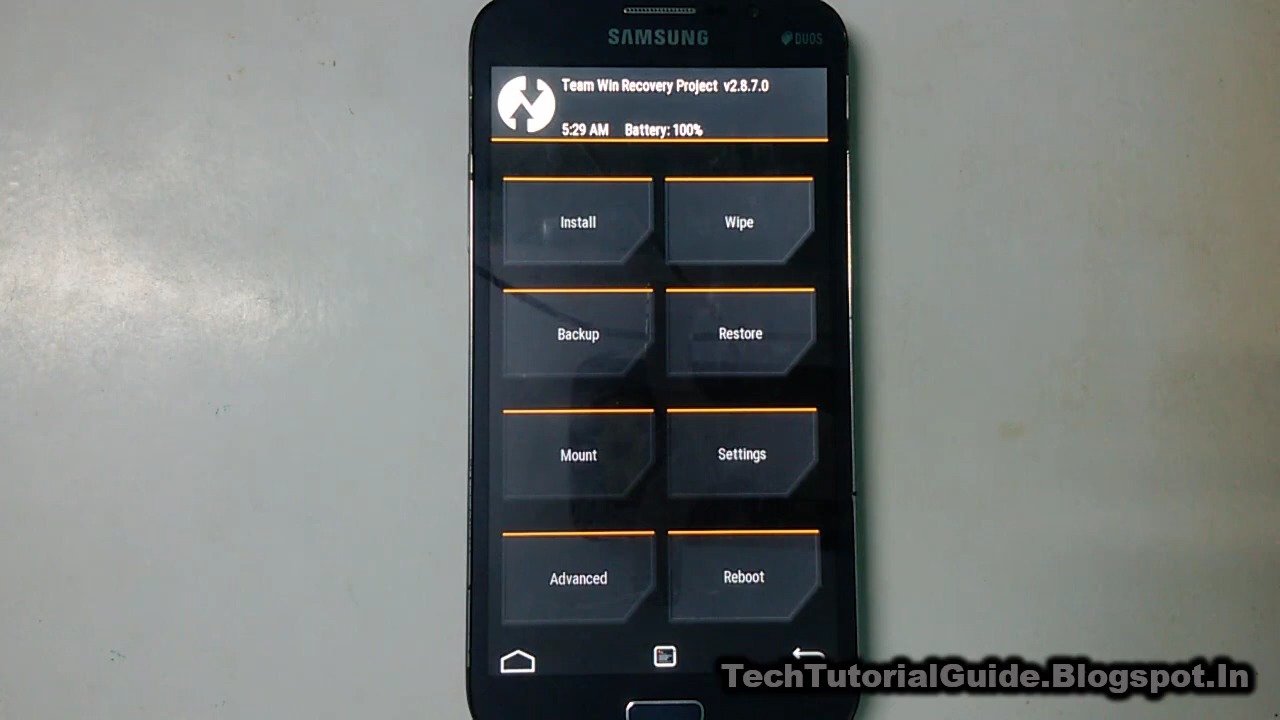 SAMSUNG
DUOS
Team Win Recovery Project v2.8.7.0
5:29 AM Battery: 100%
Install Wipe
Backup Restore
Mount Settings
Advanced Reboot
TechTutorialGuide.Blogspot.In